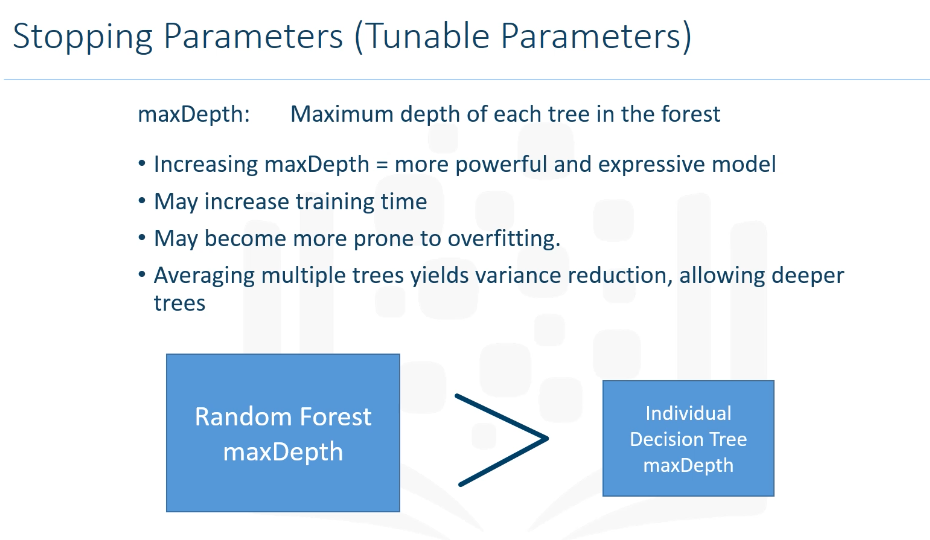 Stopping Parameters (Tunable Parameters)
maxDepth: Maximum depth of each tree in the forest
• Increasing maxDepth = more powerful and expressive model
• May increase training time
• May become more prone to overfitting.
• Averaging multiple trees yields variance reduction, allowing deeper
trees
Random Forest
maxDepth
>
Individual
Decision Tree
maxDepth